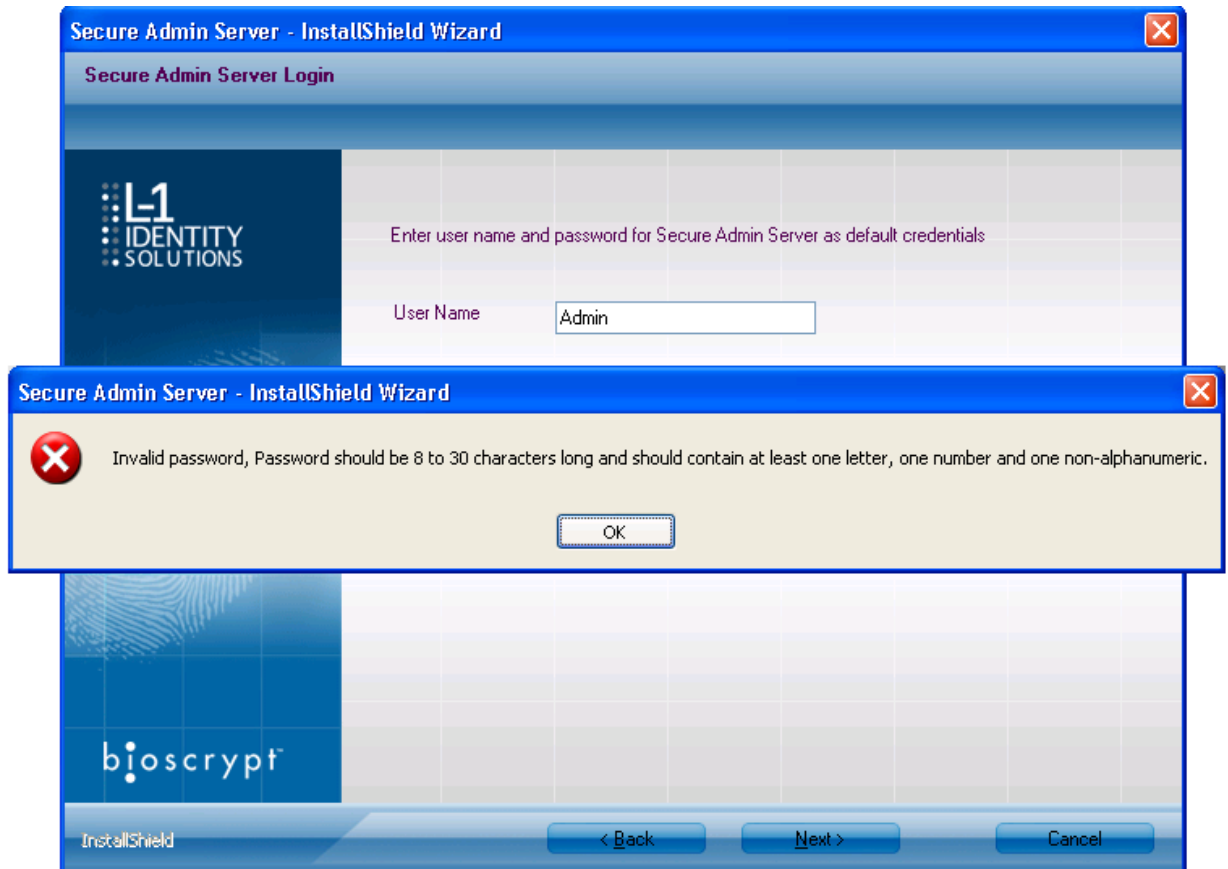 Secure Admin Server - InstallShield Wizard
Secure Admin Server Login
L-1
IDENTITY
SOLUTIONS
Enter user name and password for Secure Admin Server as default credentials
User Name
Admin
Secure Admin Server - InstallShield Wizard
Invalid password, Password should be 8 to 30 characters long and should contain at least one letter, one number and one non-alphanumeric.
OK
bioscrypt™
InstallShield
< Back
Next >
Cancel